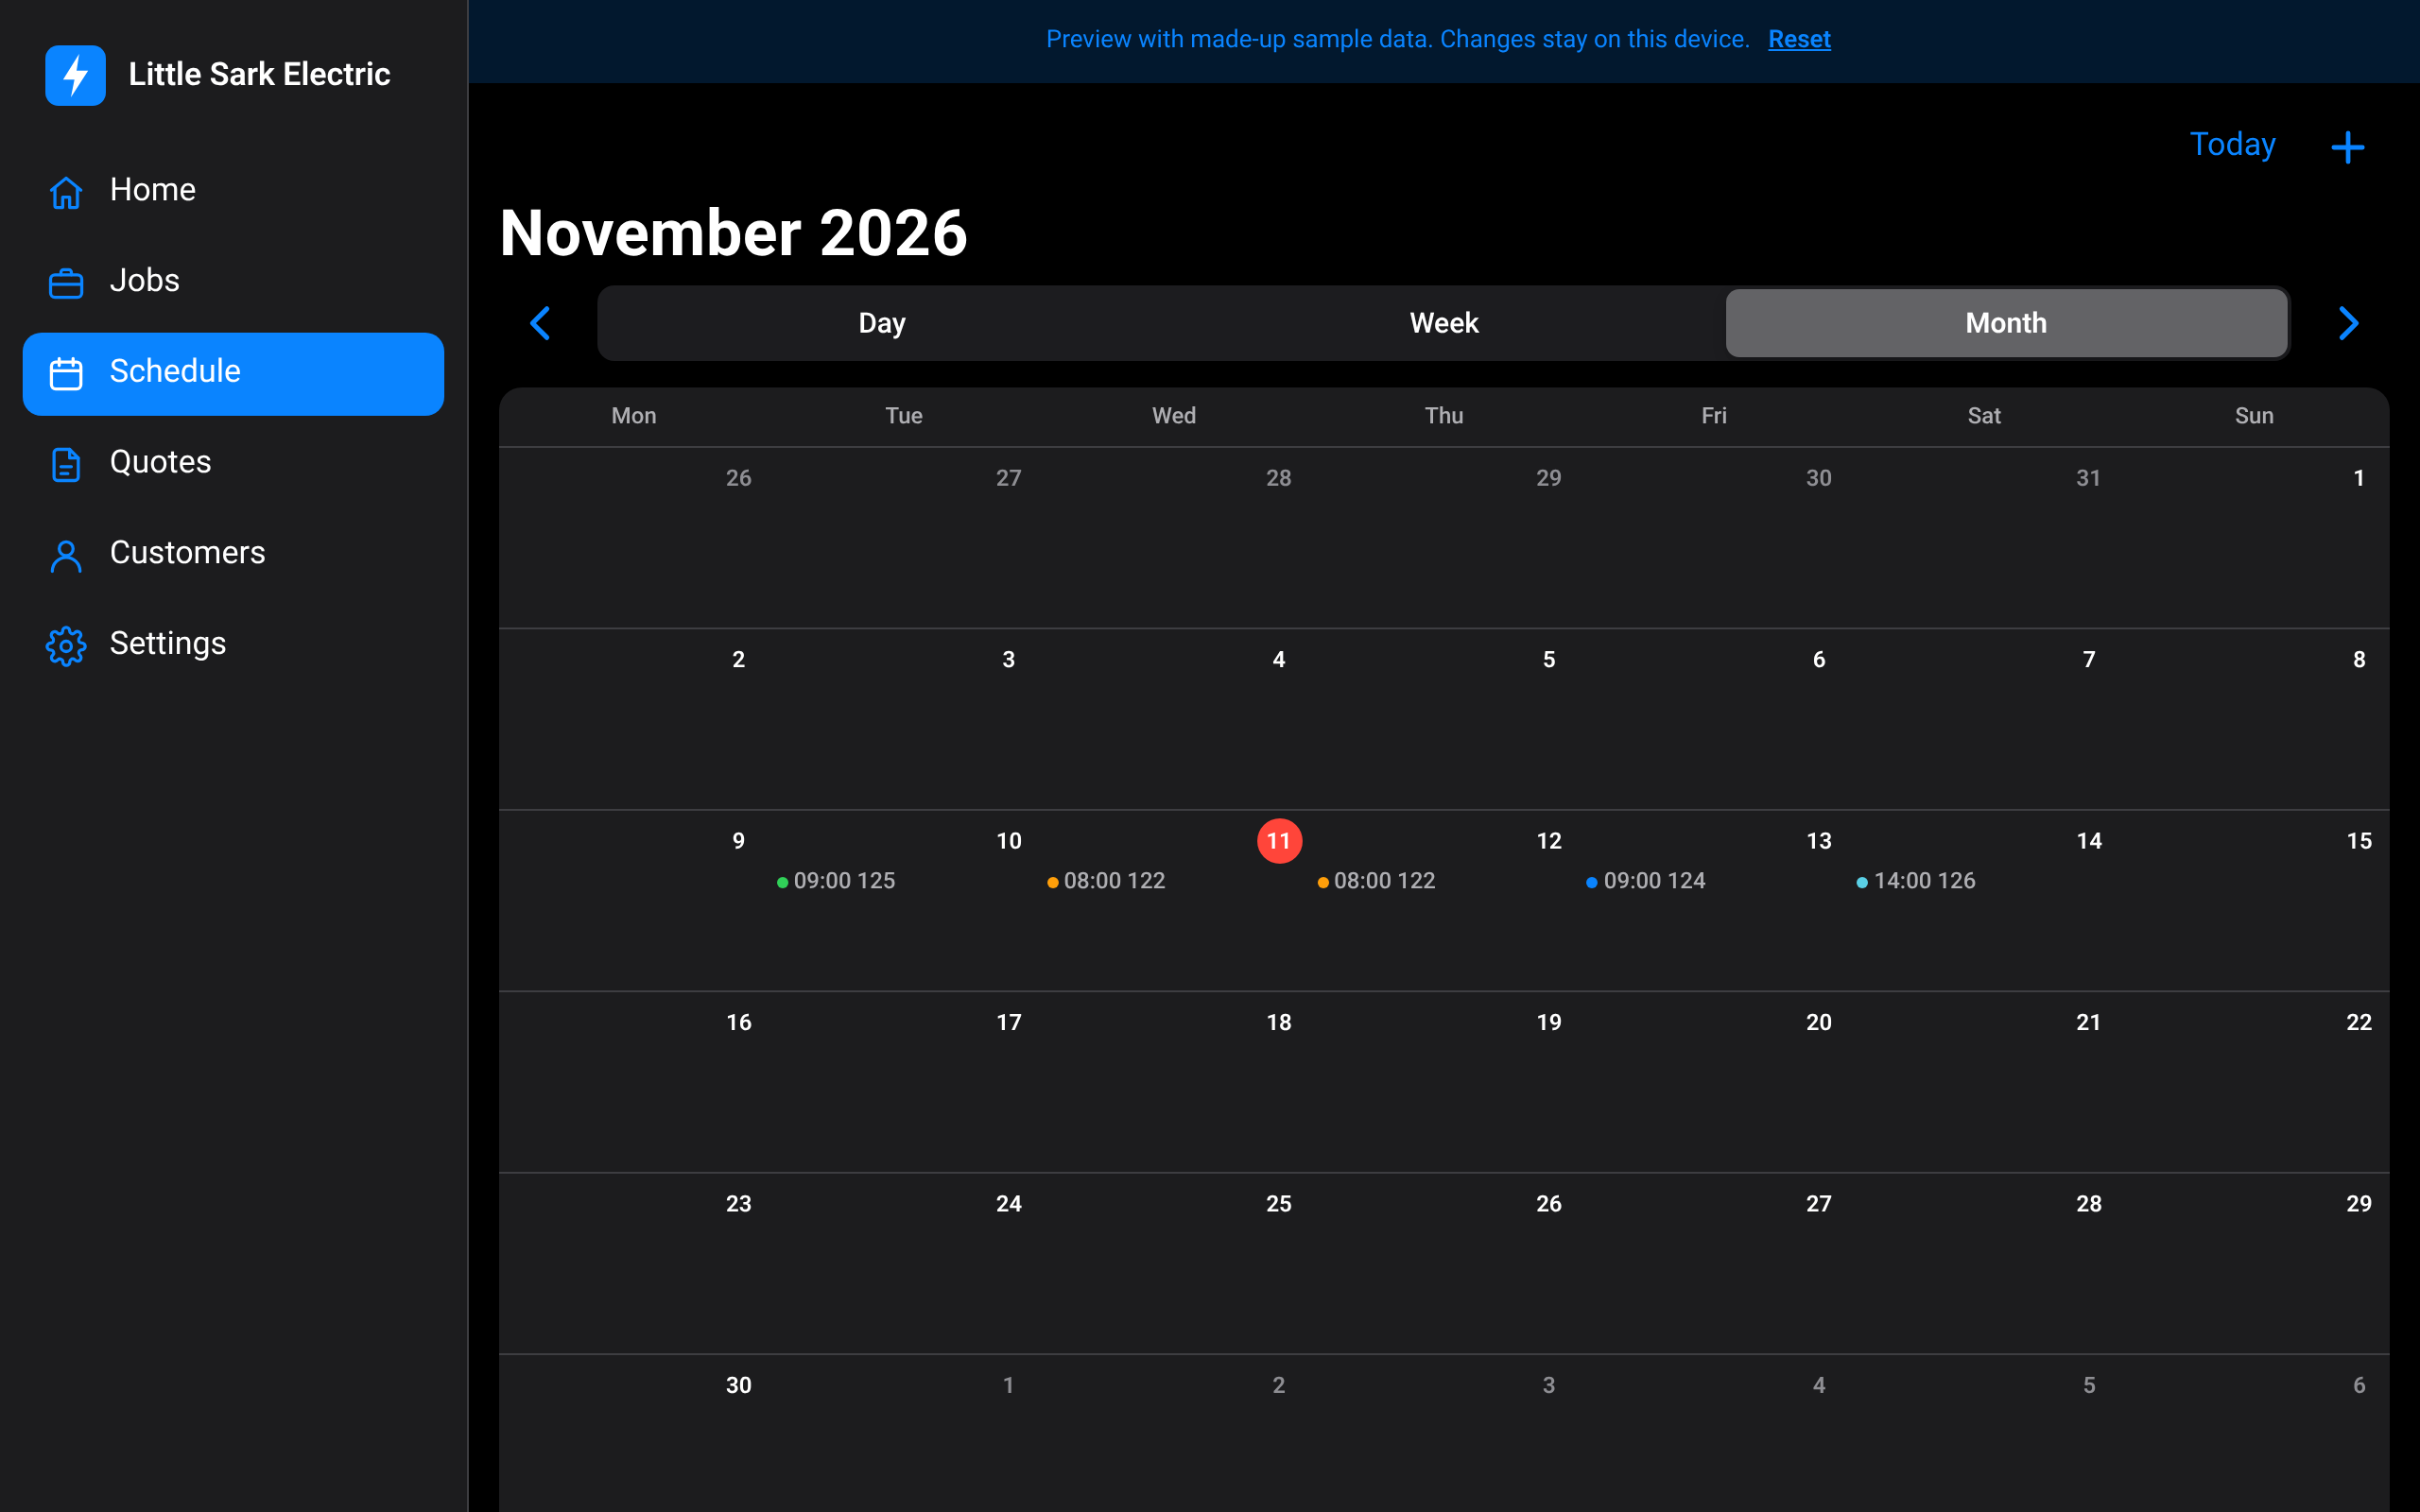 Little Sark Electric
Home
Jobs
Schedule
Quotes
Customers
Settings
Preview with made-up sample data. Changes stay on this device. Reset
Today
November 2026
Day Week Month
Mon Tue Wed Thu Fri Sat Sun
26 27 28 29 30 31 1
2 3 4 5 6 7 8
9 10 11 12 13 14 15
09:00 125 08:00 122 08:00 122 09:00 124 14:00 126
16 17 18 19 20 21 22
23 24 25 26 27 28 29
30 1 2 3 4 5 6